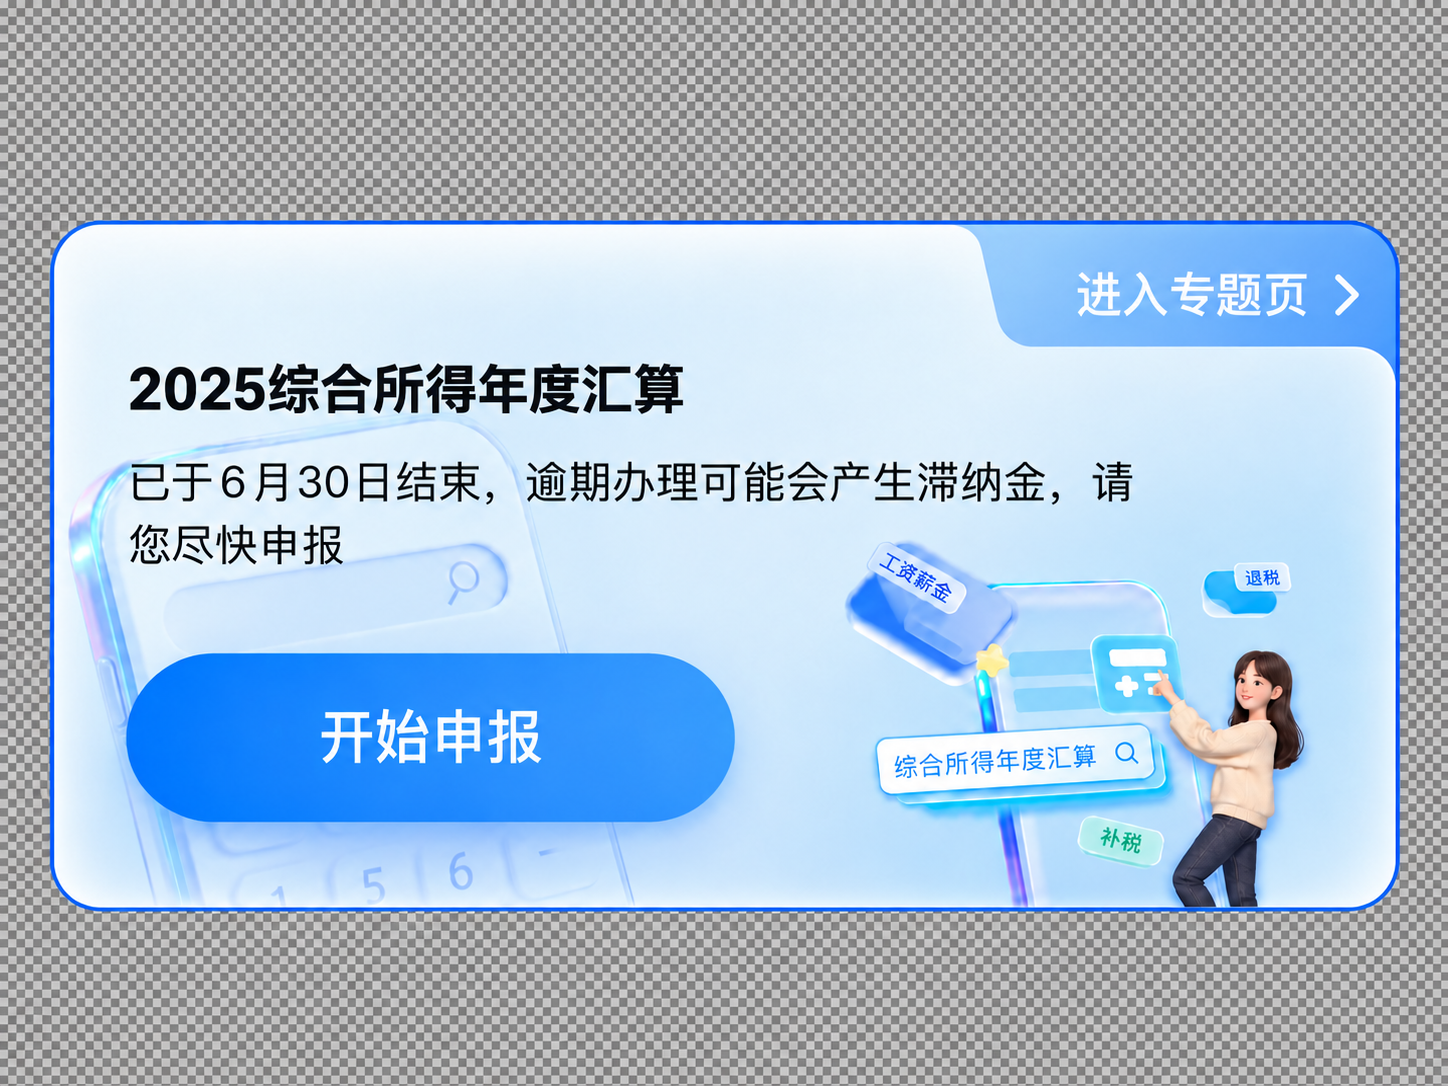 进入专题页
2025综合所得年度汇算
已于6月30日结束，逾期办理可能会产生滞纳金，请
您尽快申报
工资薪金
退税
开始申报
综合所得年度汇算
补税
1 5 6 -